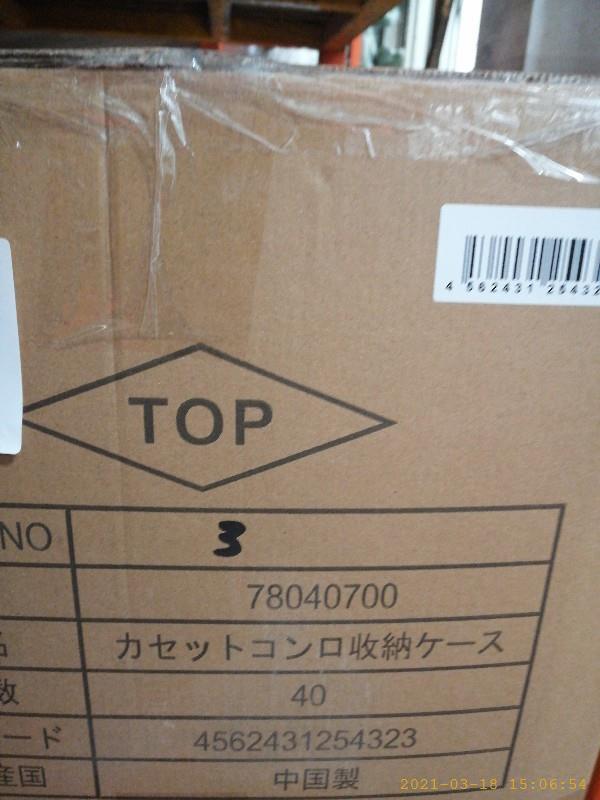 4 562431 25432
TOP
NO 3
78040700
名 カセットコンロ収納ケース
数 40
ード 4562431254323
産国 中国製
2021-03-18 15:06:54